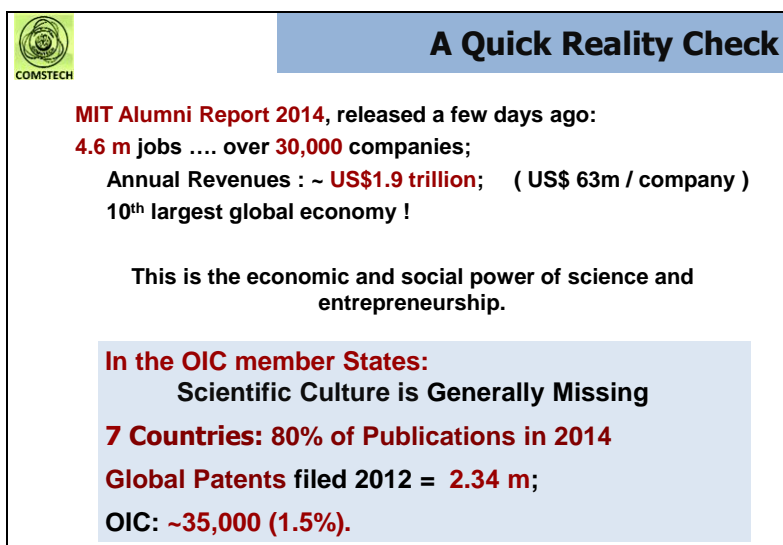 COMSTECH
A Quick Reality Check
MIT Alumni Report 2014, released a few days ago:
4.6 m jobs .... over 30,000 companies;
Annual Revenues : ~ US$1.9 trillion; ( US$ 63m / company )
10th largest global economy !
This is the economic and social power of science and
entrepreneurship.
In the OIC member States:
Scientific Culture is Generally Missing
7 Countries: 80% of Publications in 2014
Global Patents filed 2012 = 2.34 m;
OIC: ~35,000 (1.5%).